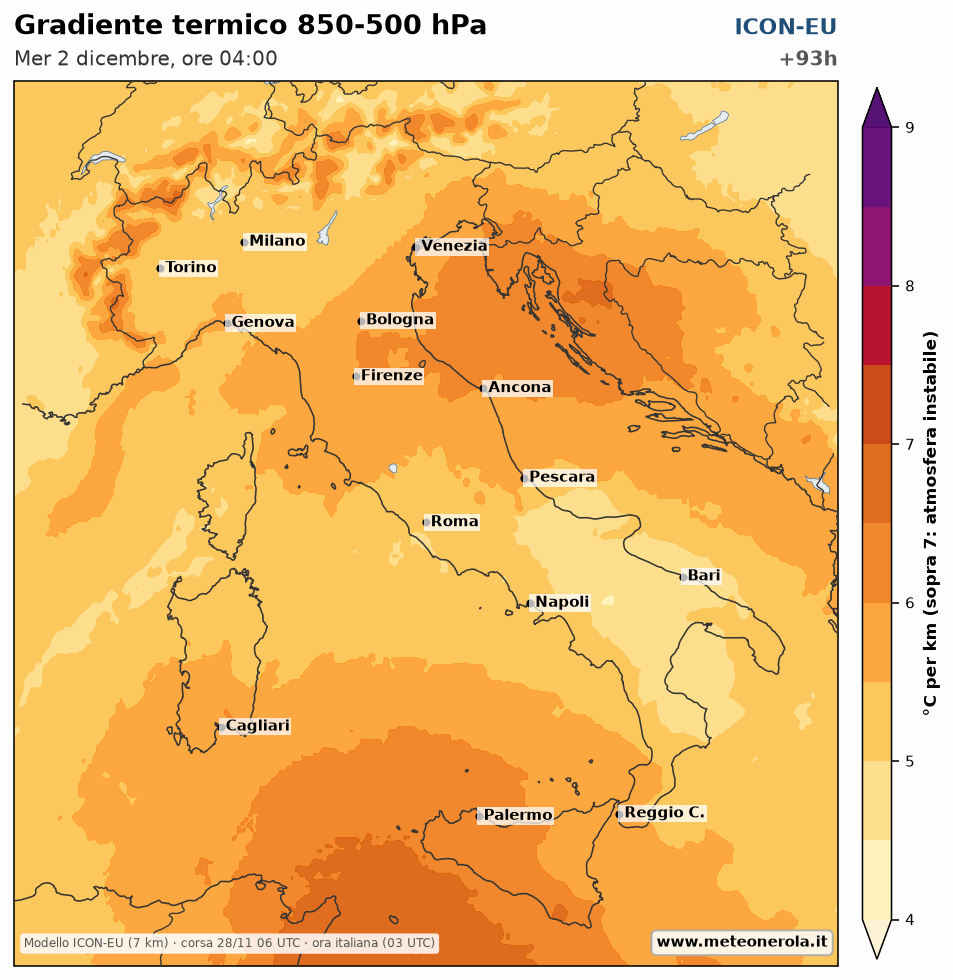 Gradiente termico 850-500 hPa
ICON-EU
Mer 2 dicembre, ore 04:00
+93h
Milano
Venezia
Torino
Genova
Bologna
Firenze
Ancona
Pescara
Roma
Bari
Napoli
Cagliari
Palermo
Reggio C.
9
8
7
6
5
4
°C per km (sopra 7: atmosfera instabile)
Modello ICON-EU (7 km) · corsa 28/11 06 UTC · ora italiana (03 UTC)
www.meteonerola.it